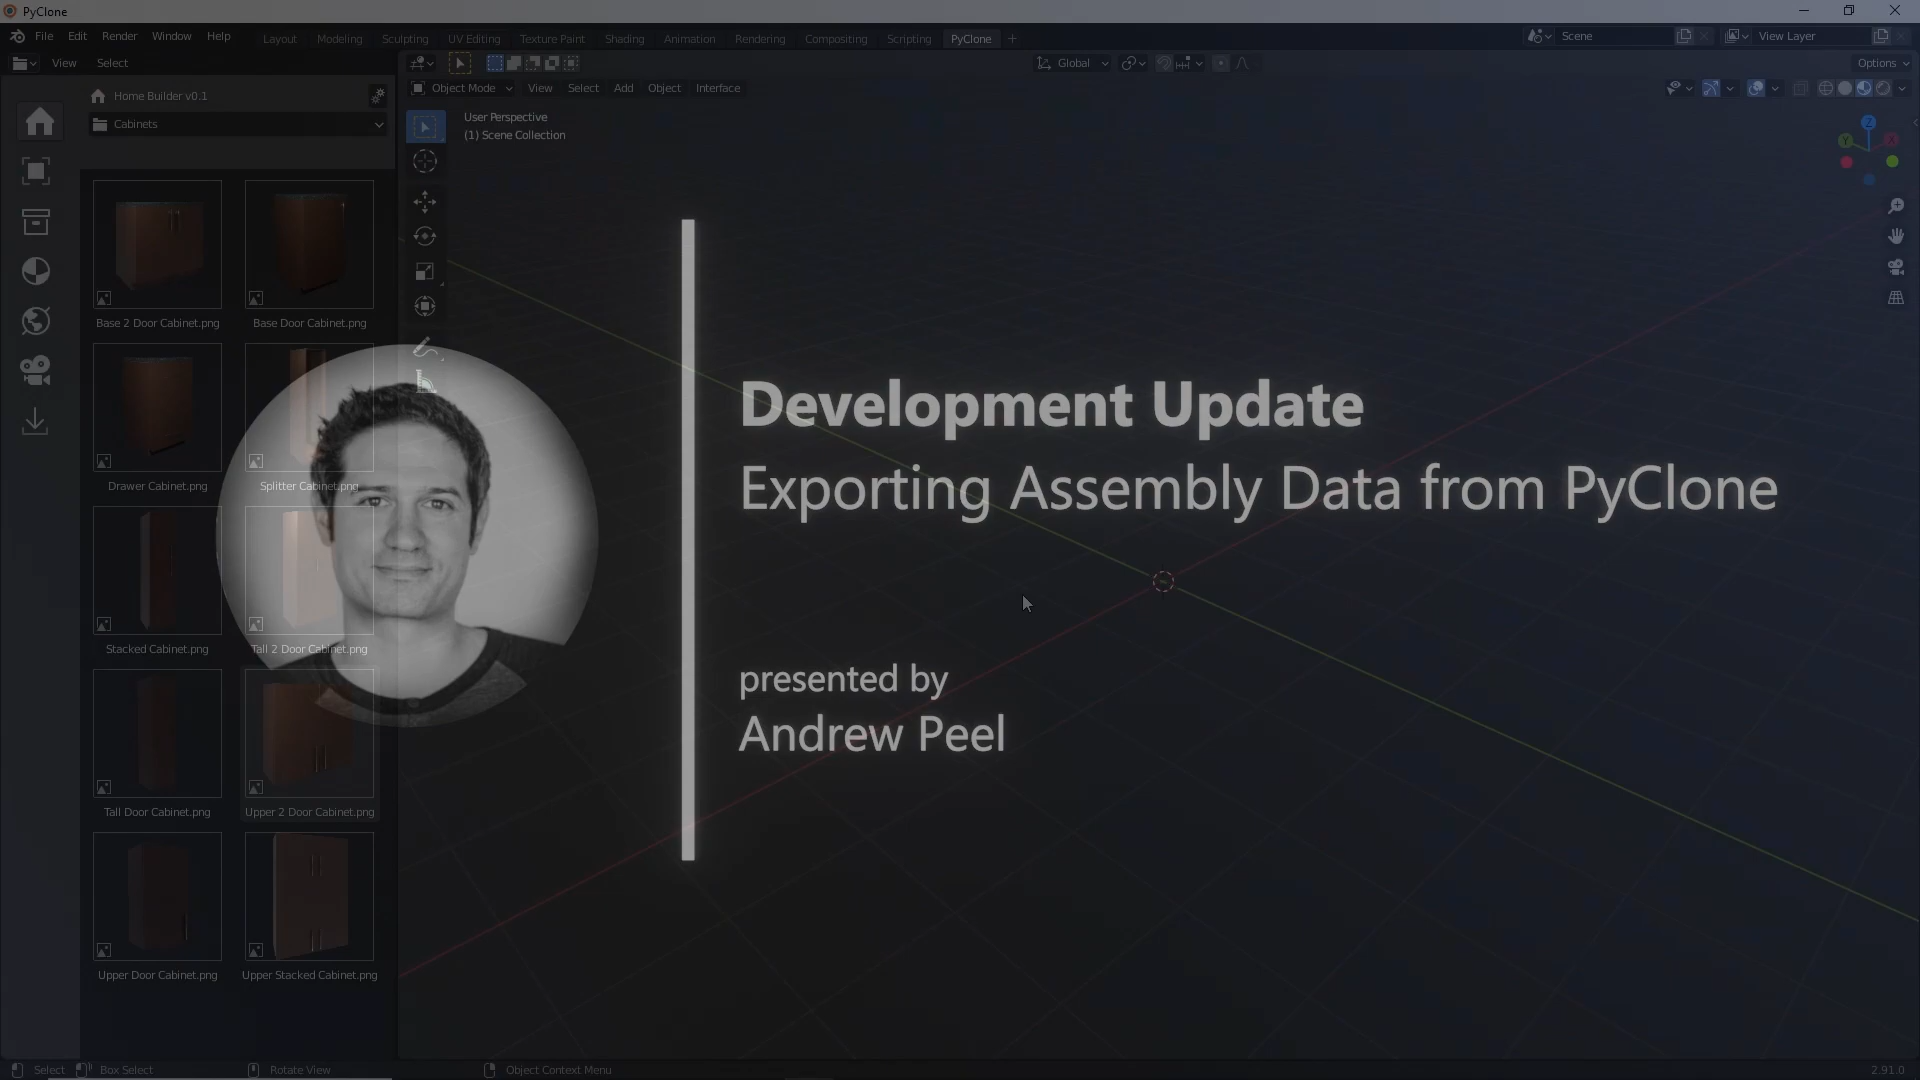 PyClone
File Edit Render Window Help
Layout Modeling Sculpting UV Editing Texture Paint Shading Animation Rendering Compositing Scripting PyClone +
Scene
View Layer
View Select
Global
Options
Home Builder v0.1
Object Mode View Select Add Object Interface
Cabinets
User Perspective
(1) Scene Collection
Z
Y
X
Base 2 Door Cabinet.png
Base Door Cabinet.png
Drawer Cabinet.png
Splitter Cabinet.png
Stacked Cabinet.png
Tall 2 Door Cabinet.png
Tall Door Cabinet.png
Upper 2 Door Cabinet.png
Upper Door Cabinet.png
Upper Stacked Cabinet.png
Development Update
Exporting Assembly Data from PyClone
presented by
Andrew Peel
Select Box Select Rotate View Object Context Menu
2.91.0